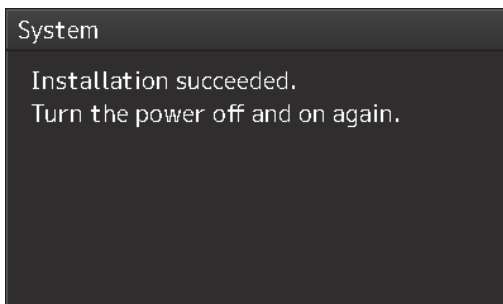 System
Installation succeeded.
Turn the power off and on again.